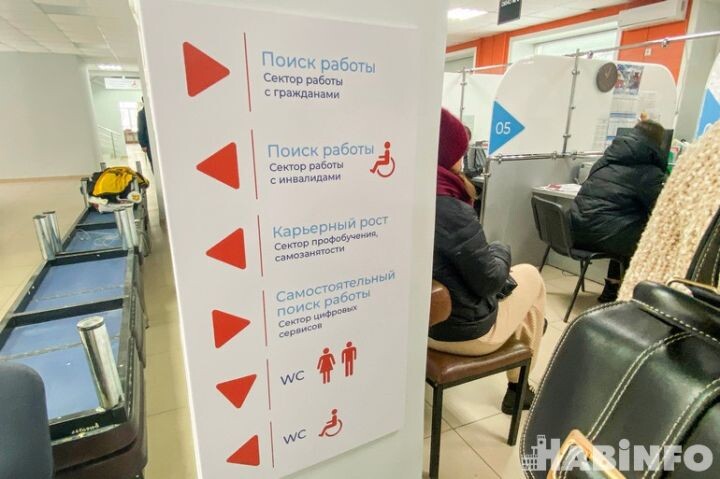 Поиск работы
Сектор работы
с гражданами
Поиск работы
Сектор работы
с инвалидами
Карьерный рост
Сектор профобучения,
самозанятости
Самостоятельный
поиск работы
Сектор цифровых
сервисов
WC
WC
05
HABINFO